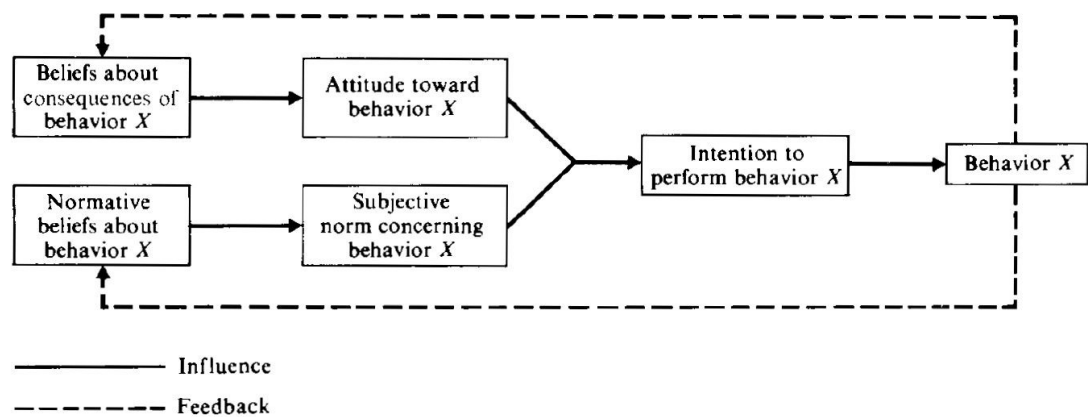 Beliefs about
consequences of
behavior X
Attitude toward
behavior X
Normative
beliefs about
behavior X
Subjective
norm concerning
behavior X
Intention to
perform behavior X
Behavior X
Influence
Feedback